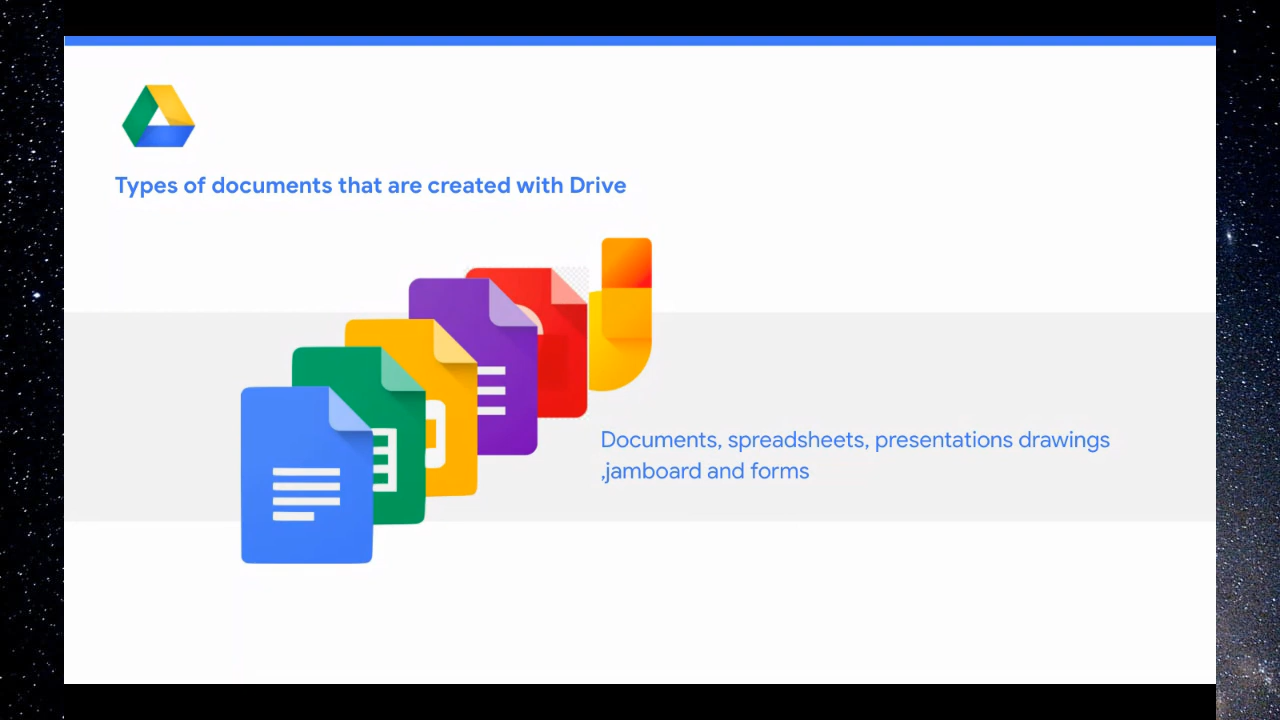 Types of documents that are created with Drive
Documents, spreadsheets, presentations drawings
,jamboard and forms